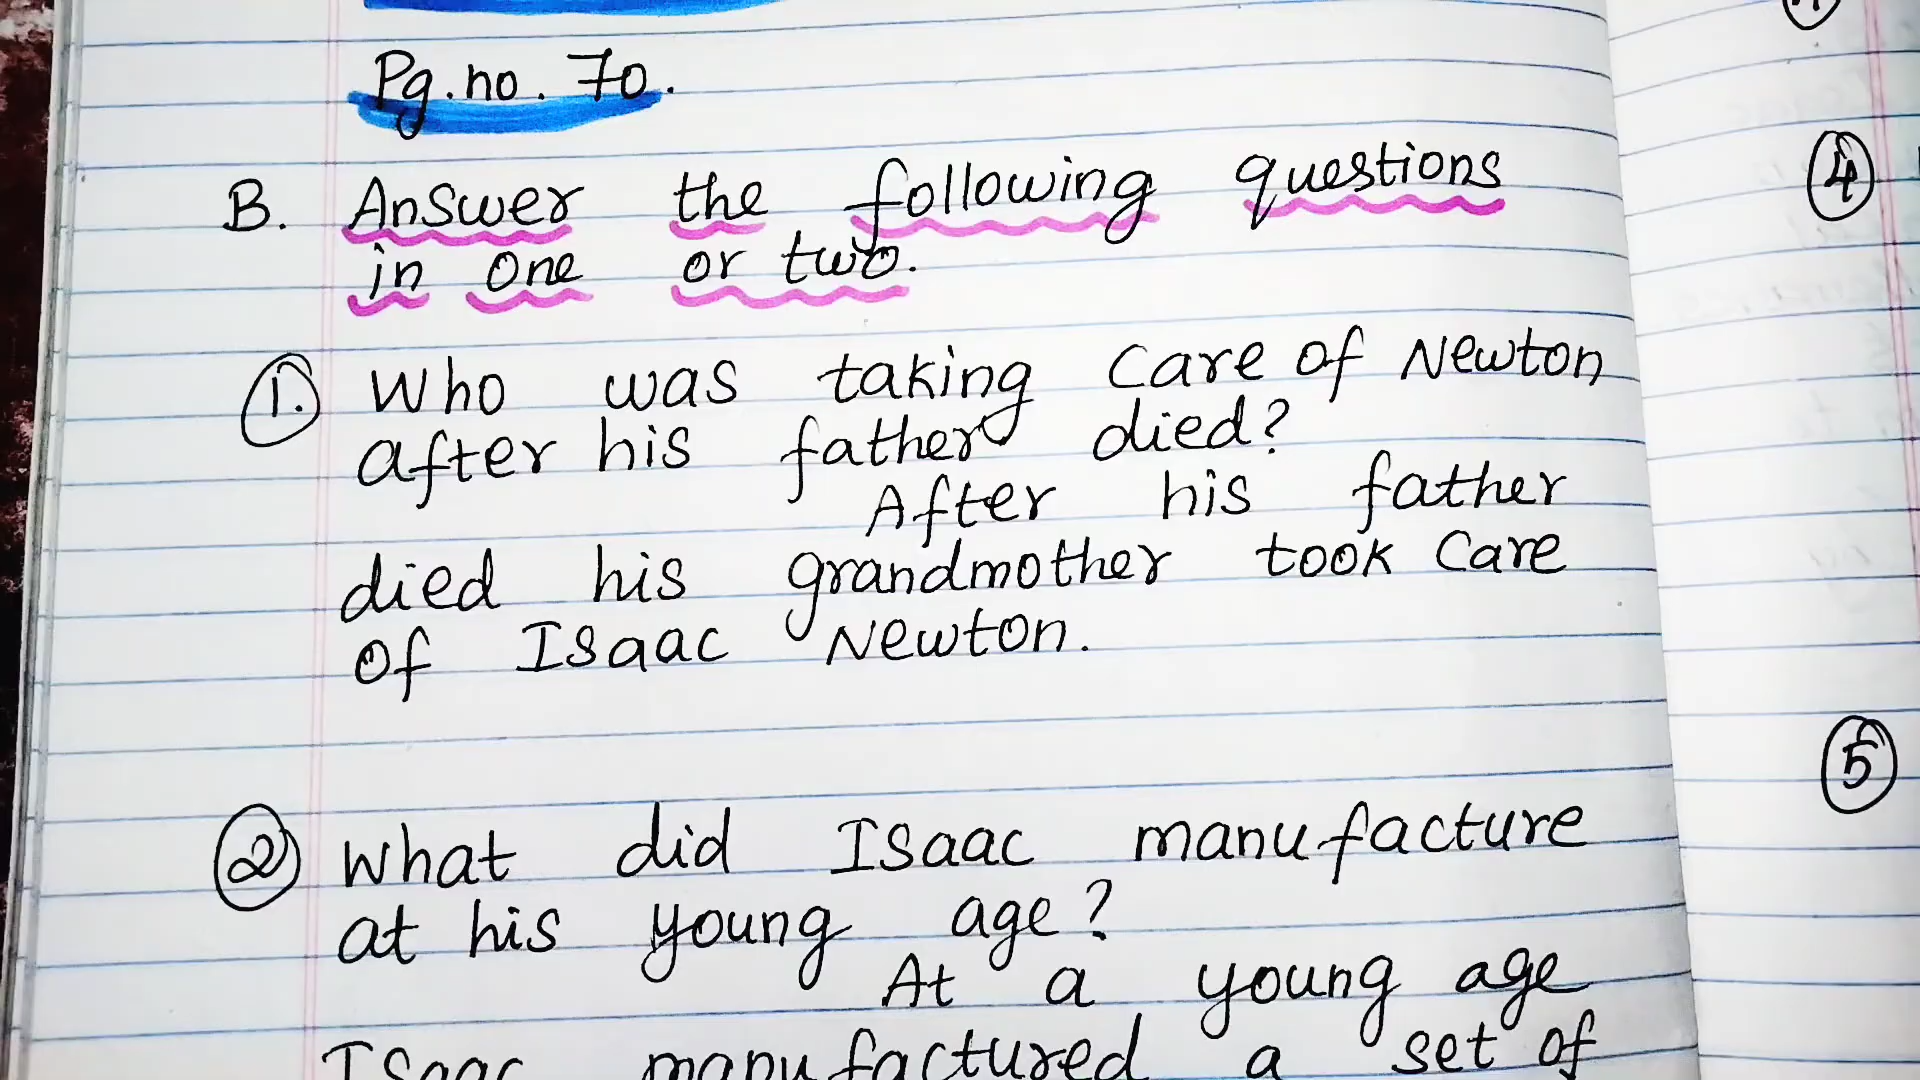 Pg.no. 70.
B. Answer the following questions
in one or two.
1. Who was taking care of Newton
after his father died?
After his father
died his grandmother took care
of Isaac Newton.
2 What did Isaac manufacture
at his young age?
At a young age
Isaac manufactured a set of
4
5